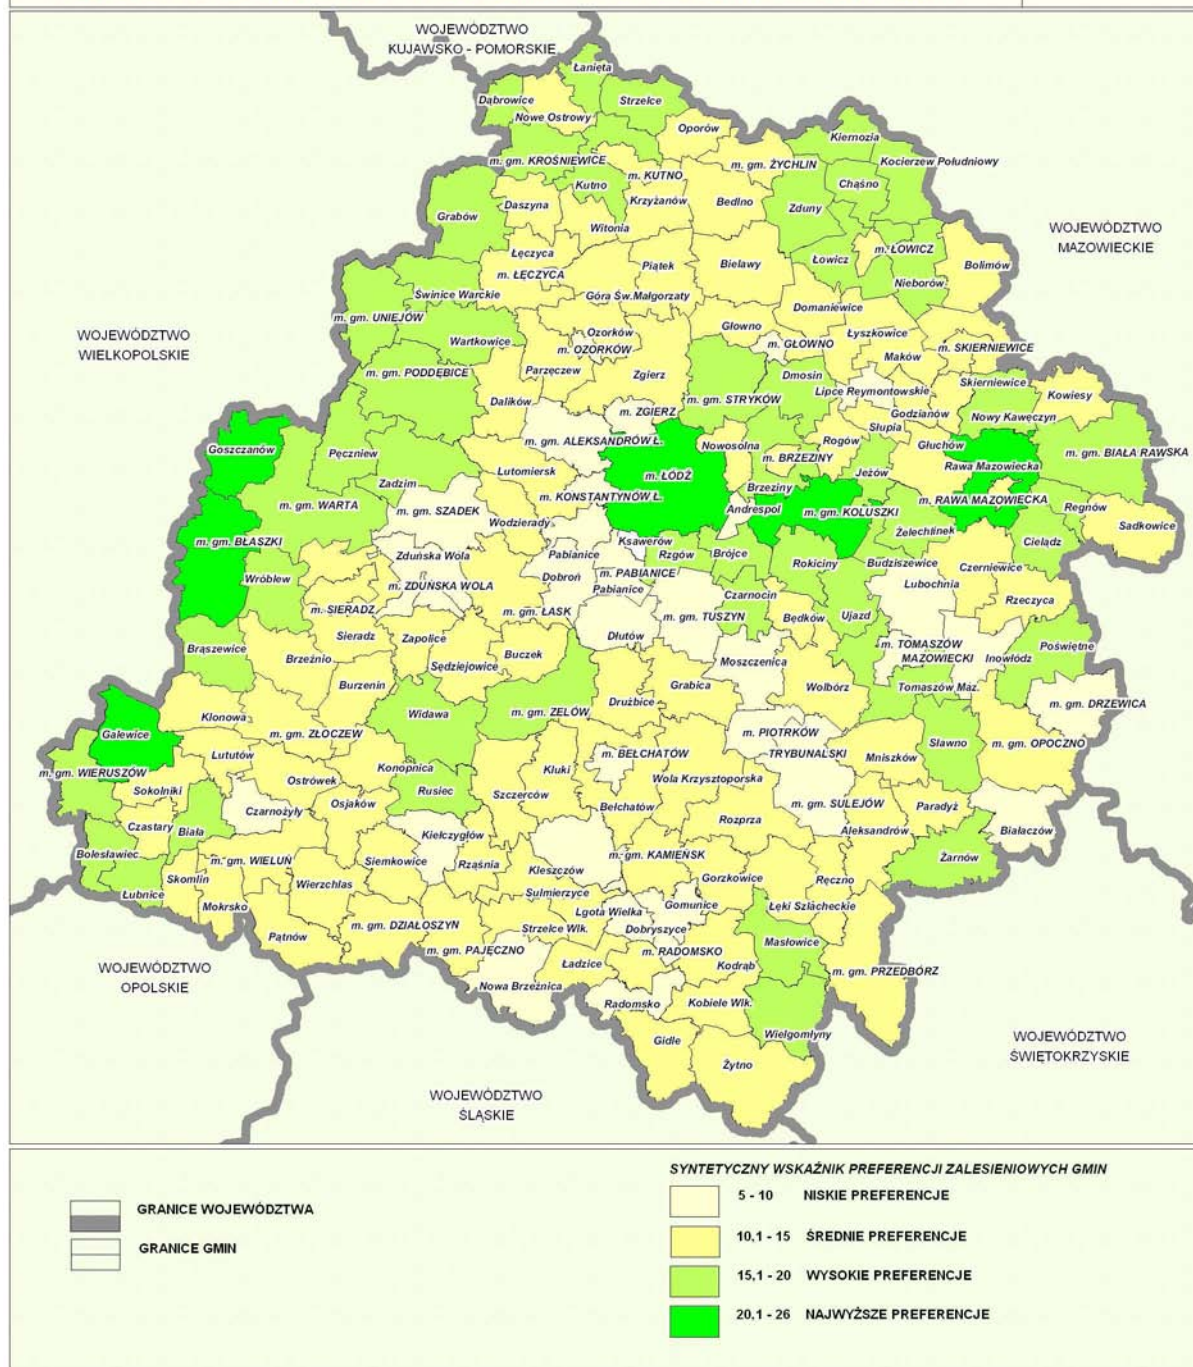 WOJEWÓDZTWO
KUJAWSKO - POMORSKIE
Łanięta
Dąbrowice
Strzelce
Nowe Ostrowy
Oporów
Kiernozia
m. gm. KROŚNIEWICE
m. gm. ŻYCHLIN
Kocierzew Południowy
m. KUTNO
Kutno
Chąśno
Daszyna
Krzyżanów
Bedlno
Zduny
Grabów
Witonia
WOJEWÓDZTWO
MAZOWIECKIE
Łęczyca
m. ŁOWICZ
Łowicz
Piątek
Bielawy
Bolimów
m. ŁĘCZYCA
Nieborów
Świnice Warckie
Góra Św.Małgorzaty
Domaniewice
m. gm. UNIEJÓW
Głowno
Ozorków
Łyszkowice
WOJEWÓDZTWO
WIELKOPOLSKIE
Wartkowice
m. GŁOWNO
m. OZORKÓW
m. SKIERNIEWICE
Maków
m. gm. PODDĘBICE
Parzęczew
Zgierz
Dmosin
Skierniewice
Lipce Reymontowskie
Kowiesy
Dalików
m. gm. STRYKÓW
m. ZGIERZ
Godzianów
Nowy Kawęczyn
Słupia
m. gm. ALEKSANDRÓW Ł.
Nowosolna
Rogów
Głuchów
Goszczanów
Pęczniew
m. gm. BIAŁA RAWSKA
m. BRZEZINY
Rawa Mazowiecka
Lutomiersk
m. ŁÓDŹ
Jeżów
Zadzim
Brzeziny
m. KONSTANTYNÓW Ł.
m. RAWA MAZOWIECKA
m. gm. WARTA
m. gm. SZADEK
Andrespol
m. gm. KOLUSZKI
Regnów
Wodzierady
Sadkowice
Żelechlinek
m. gm. BŁASZKI
Ksawerów
Cielądz
Zduńska Wola
Pabianice
Rzgów
Brójce
Rokiciny
Budziszewice
Czerniewice
Wróblew
Dobroń
m. PABIANICE
m. ZDUŃSKA WOLA
Pabianice
Lubochnia
Czarnocin
Rzeczyca
m. SIERADZ
m. gm. ŁASK
m. gm. TUSZYN
Będków
Ujazd
Sieradz
Zapolice
Dłutów
Brąszewice
m. TOMASZÓW
MAZOWIECKI
Poświętne
Brzeźnio
Sędziejowice
Buczek
Moszczenica
Inowłódz
Burzenin
Grabica
Wolbórz
Tomaszów Maz.
Drużbice
m. gm. DRZEWICA
Klonowa
Widawa
m. gm. ZELÓW
Galewice
m. gm. ZŁOCZEW
m. PIOTRKÓW
TRYBUNALSKI
Sławno
m. gm. OPOCZNO
Lututów
m. BEŁCHATÓW
Mniszków
m. gm. WIERUSZÓW
Konopnica
Kluki
Ostrówek
Wola Krzysztoporska
Sokolniki
Rusiec
Szczerców
Osjaków
Bełchatów
m. gm. SULEJÓW
Paradyż
Czarnożyły
Rozprza
Czastary
Biała
Aleksandrów
Białaczów
Kiełczygłów
Bolesławiec
m. gm. WIELUŃ
Siemkowice
Rząśnia
m. gm. KAMIEŃSK
Żarnów
Kleszczów
Skomlin
Wierzchlas
Gorzkowice
Ręczno
Łubnice
Sulmierzyce
Mokrsko
Gomunice
Łęki Szlacheckie
Lgota Wielka
m. gm. DZIAŁOSZYN
Strzelce Wlk.
Dobryszyce
Pątnów
Masłowice
m. gm. PAJĘCZNO
m. RADOMSKO
Ładzice
Kodrąb
m. gm. PRZEDBÓRZ
WOJEWÓDZTWO
OPOLSKIE
Nowa Brzeźnica
Radomsko
Kobiele Wlk.
Wielgomłyny
Gidle
Żytno
WOJEWÓDZTWO
ŚWIĘTOKRZYSKIE
WOJEWÓDZTWO
ŚLĄSKIE
SYNTETYCZNY WSKAŹNIK PREFERENCJI ZALESIENIOWYCH GMIN
5 - 10 NISKIE PREFERENCJE
GRANICE WOJEWÓDZTWA
10,1 - 15 ŚREDNIE PREFERENCJE
GRANICE GMIN
15,1 - 20 WYSOKIE PREFERENCJE
20,1 - 26 NAJWYŻSZE PREFERENCJE